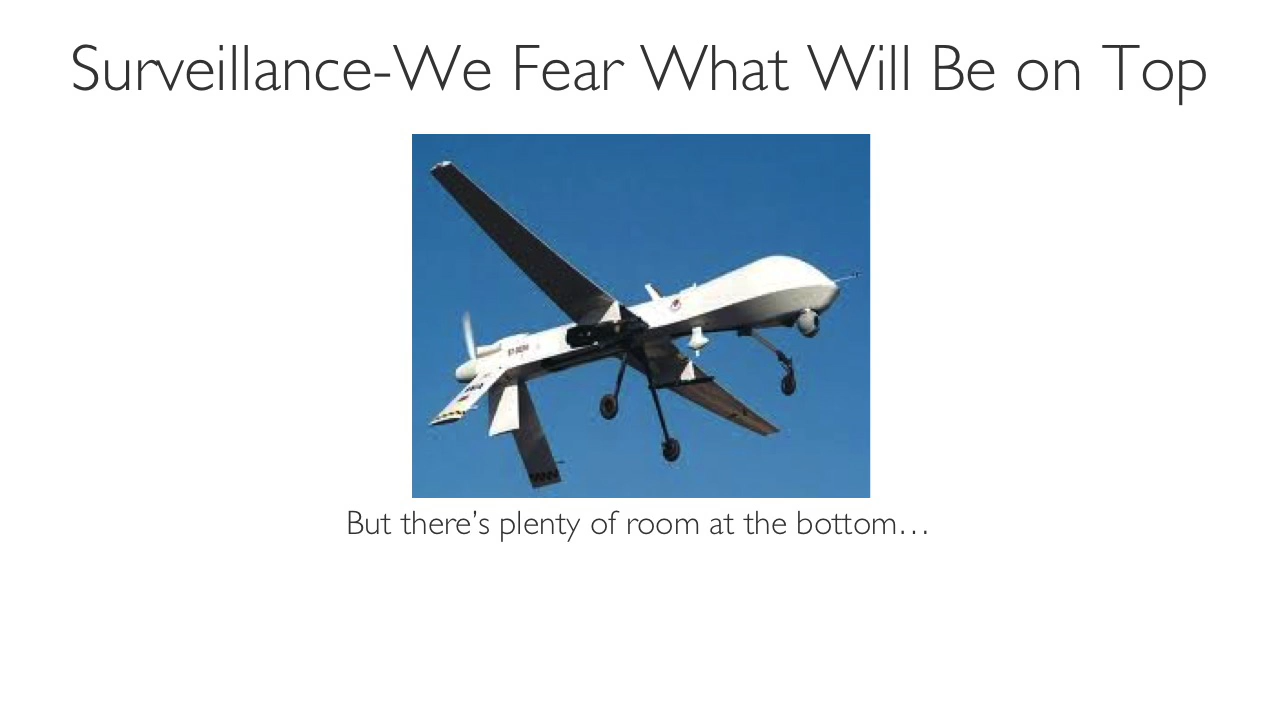 Surveillance-We Fear What Will Be on Top
But there’s plenty of room at the bottom…